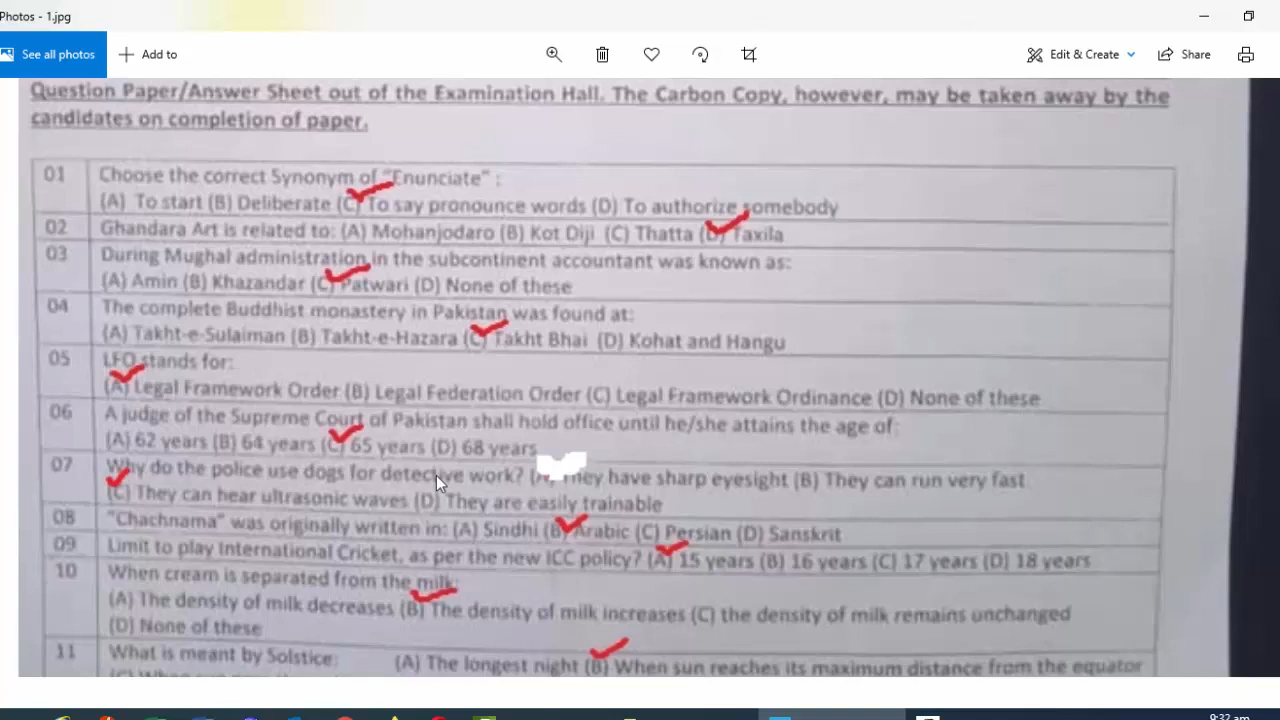 Photos - 1.jpg
See all photos
Add to
Edit & Create
Share
Question Paper/Answer Sheet out of the Examination Hall. The Carbon Copy, however, may be taken away by the
candidates on completion of paper.
01 Choose the correct Synonym of "Enunciate" :
(A) To start (B) Deliberate (C) To say pronounce words (D) To authorize somebody
02 Ghandara Art is related to: (A) Mohanjodaro (B) Kot Diji (C) Thatta (D) Taxila
03 During Mughal administration in the subcontinent accountant was known as:
(A) Amin (B) Khazandar (C) Patwari (D) None of these
04 The complete Buddhist monastery in Pakistan was found at:
(A) Takht-e-Sulaiman (B) Takht-e-Hazara (C) Takht Bhai (D) Kohat and Hangu
05 LFO stands for:
(A) Legal Framework Order (B) Legal Federation Order (C) Legal Framework Ordinance (D) None of these
06 A judge of the Supreme Court of Pakistan shall hold office until he/she attains the age of:
(A) 62 years (B) 64 years (C) 65 years (D) 68 years
07 Why do the police use dogs for detective work? (A) They have sharp eyesight (B) They can run very fast
(C) They can hear ultrasonic waves (D) They are easily trainable
08 "Chachnama" was originally written in: (A) Sindhi (B) Arabic (C) Persian (D) Sanskrit
09 Limit to play International Cricket, as per the new ICC policy? (A) 15 years (B) 16 years (C) 17 years (D) 18 years
10 When cream is separated from the milk:
(A) The density of milk decreases (B) The density of milk increases (C) the density of milk remains unchanged
(D) None of these
11 What is meant by Solstice: (A) The longest night (B) When sun reaches its maximum distance from the equator
9:32 am